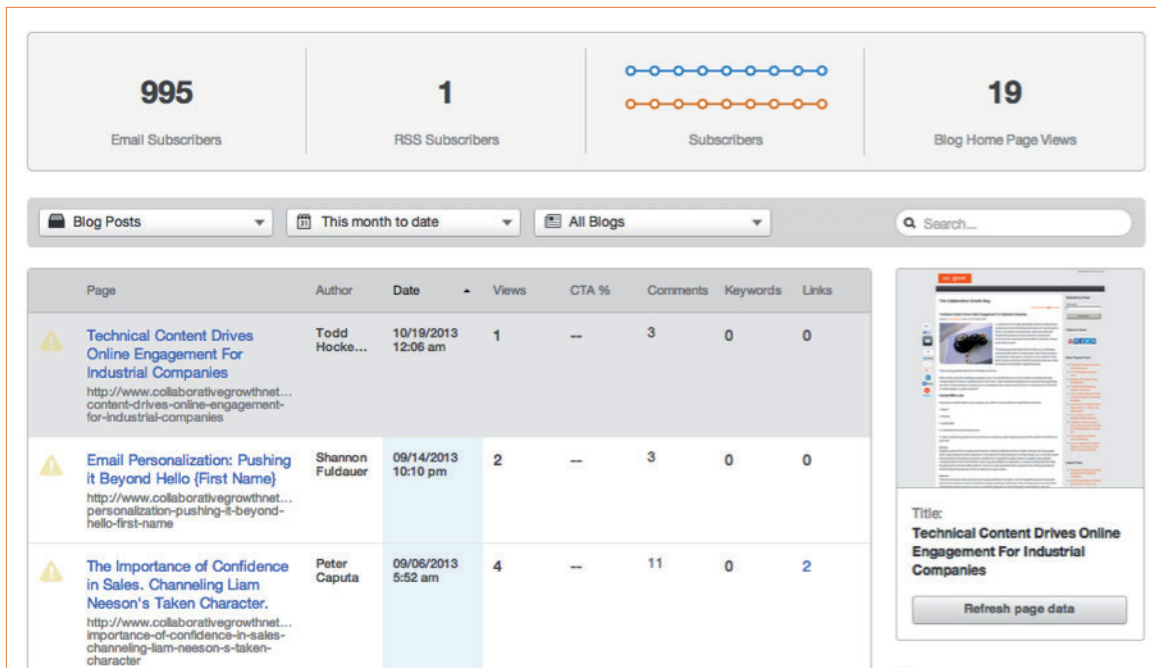 995
Email Subscribers
1
RSS Subscribers
Subscribers
19
Blog Home Page Views
Blog Posts
31
This month to date
All Blogs
Search...
Page Author Date Views CTA % Comments Keywords Links
Technical Content Drives
Online Engagement For
Industrial Companies
http://www.collaborativegrowthnet...
content-drives-online-engagement-
for-industrial-companies
Todd
Hocke...
10/19/2013
12:06 am
1 -- 3 0 0
Email Personalization: Pushing
it Beyond Hello {First Name}
http://www.collaborativegrowthnet...
personalization-pushing-it-beyond-
hello-first-name
Shannon
Fuldauer
09/14/2013
10:10 pm
2 -- 3 0 0
The Importance of Confidence
in Sales. Channeling Liam
Neeson's Taken Character.
http://www.collaborativegrowthnet...
importance-of-confidence-in-sales-
channeling-liam-neeson-s-taken-
character
Peter
Caputa
09/06/2013
5:52 am
4 -- 11 0 2
The Collaborative Growth Blog
Title:
Technical Content Drives Online
Engagement For Industrial
Companies
Refresh page data